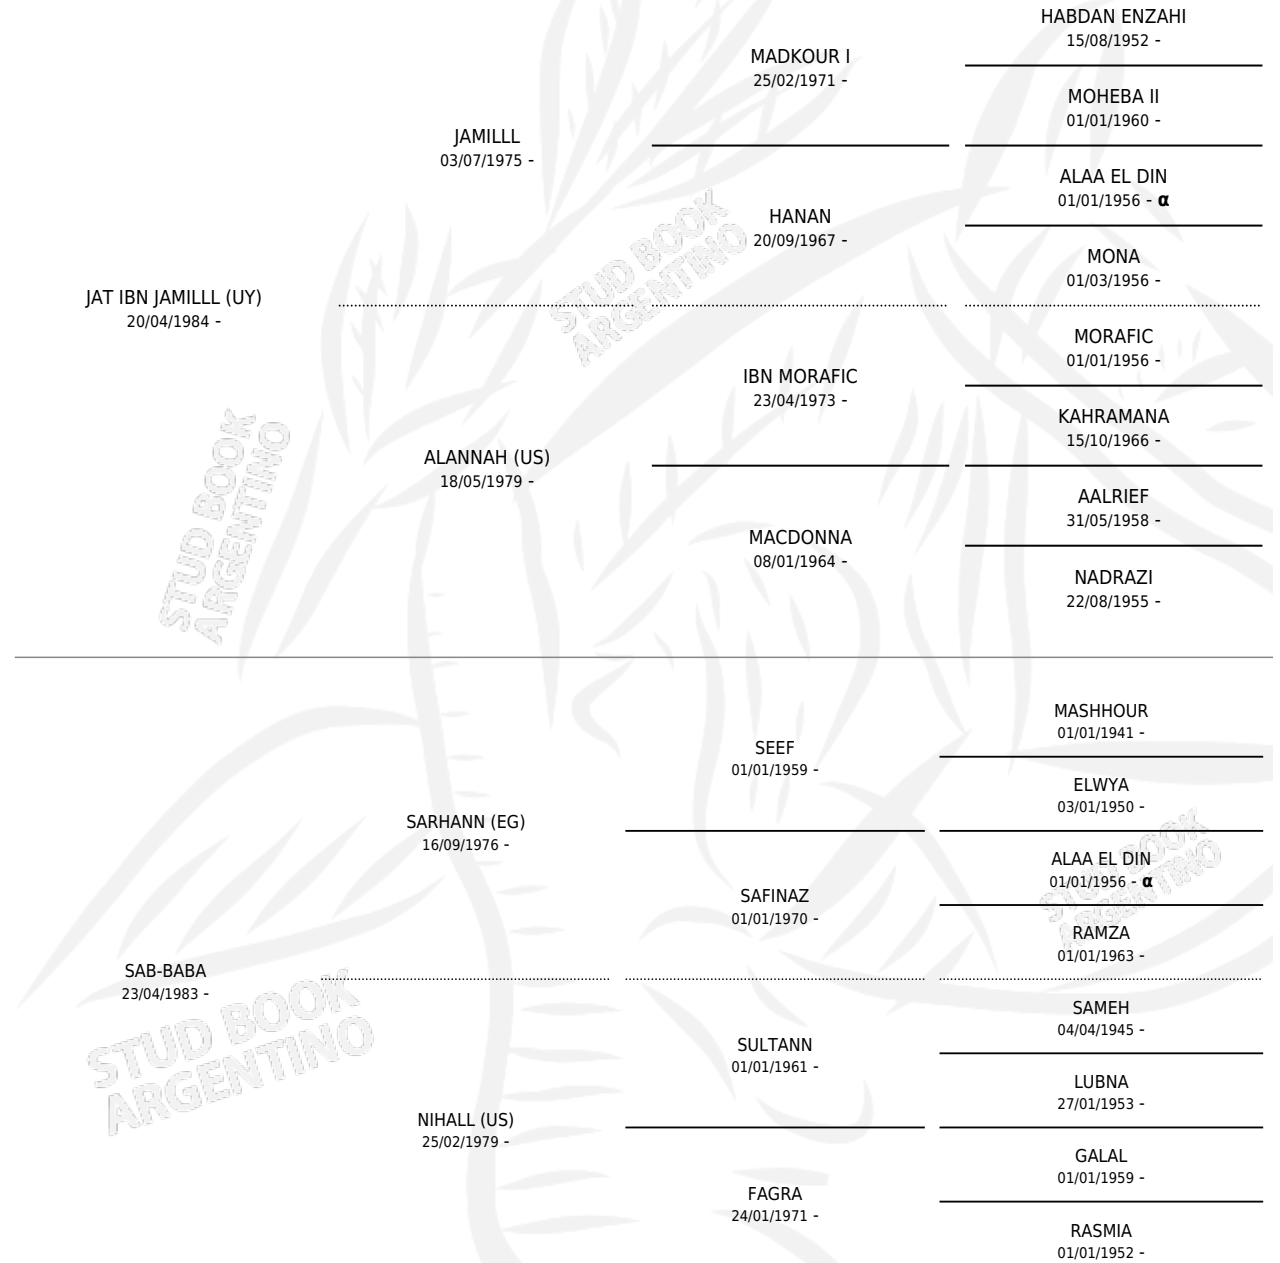 HABDAN ENZAHI
15/08/1952 -
MADKOUR I
25/02/1971 -
MOHEBA II
01/01/1960 -
JAMILLL
03/07/1975 -
ALAA EL DIN
01/01/1956 - α
HANAN
20/09/1967 -
MONA
01/03/1956 -
JAT IBN JAMILLL (UY)
20/04/1984 -
MORAFIC
01/01/1956 -
IBN MORAFIC
23/04/1973 -
KAHRAMANA
15/10/1966 -
ALANNAH (US)
18/05/1979 -
AALRIEF
31/05/1958 -
MACDONNA
08/01/1964 -
NADRAZI
22/08/1955 -
STUD BOOK
ARGENTINO
STUD BOOK
ARGENTINO
MASHHOUR
01/01/1941 -
SEEF
01/01/1959 -
ELWYA
03/01/1950 -
SARHANN (EG)
16/09/1976 -
ALAA EL DIN
01/01/1956 - α
SAFINAZ
01/01/1970 -
RAMZA
01/01/1963 -
SAB-BABA
23/04/1983 -
SAMEH
04/04/1945 -
SULTANN
01/01/1961 -
LUBNA
27/01/1953 -
NIHALL (US)
25/02/1979 -
GALAL
01/01/1959 -
FAGRA
24/01/1971 -
RASMIA
01/01/1952 -
STUD BOOK
ARGENTINO
STUD BOOK
ARGENTINO